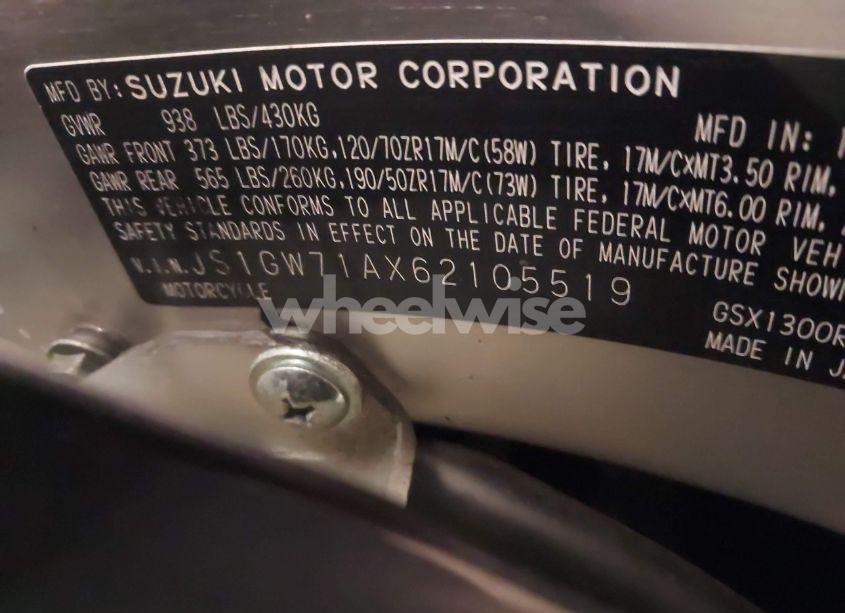 MFD BY: SUZUKI MOTOR CORPORATION
GVWR 938 LBS/430KG MFD IN:
GAWR FRONT 373 LBS/170KG,120/70ZR17M/C(58W) TIRE, 17M/CXMT3.50 RIM,
GAWR REAR 565 LBS/260KG,190/50ZR17M/C(73W) TIRE, 17M/CXMT6.00 RIM,
THIS VEHICLE CONFORMS TO ALL APPLICABLE FEDERAL MOTOR VEH
SAFETY STANDARDS IN EFFECT ON THE DATE OF MANUFACTURE SHOWN
V.I.N.JS1GW71AX62105519
MOTORCYCLE GSX1300R
MADE IN JA
wheelwise